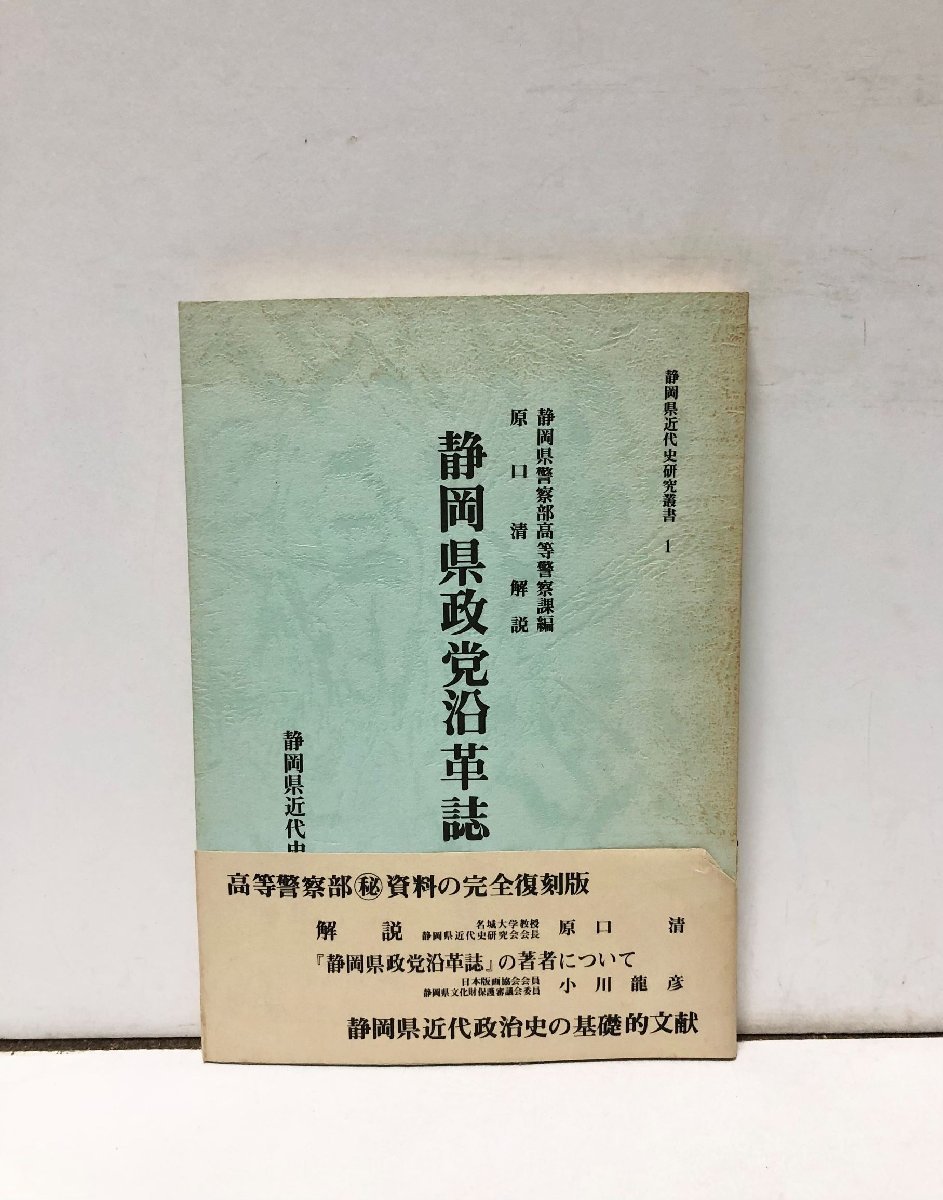 静岡県近代史研究叢書 1
静岡県警察部高等警察課編
原口清解説
静岡県政党沿革誌
静岡県近代史
高等警察部㊙資料の完全復刻版
解説 名城大学教授 静岡県近代史研究会会長 原口 清
『静岡県政党沿革誌』の著者について
日本版画協会会員 静岡県文化財保護審議会委員 小川龍彦
静岡県近代政治史の基礎的文献